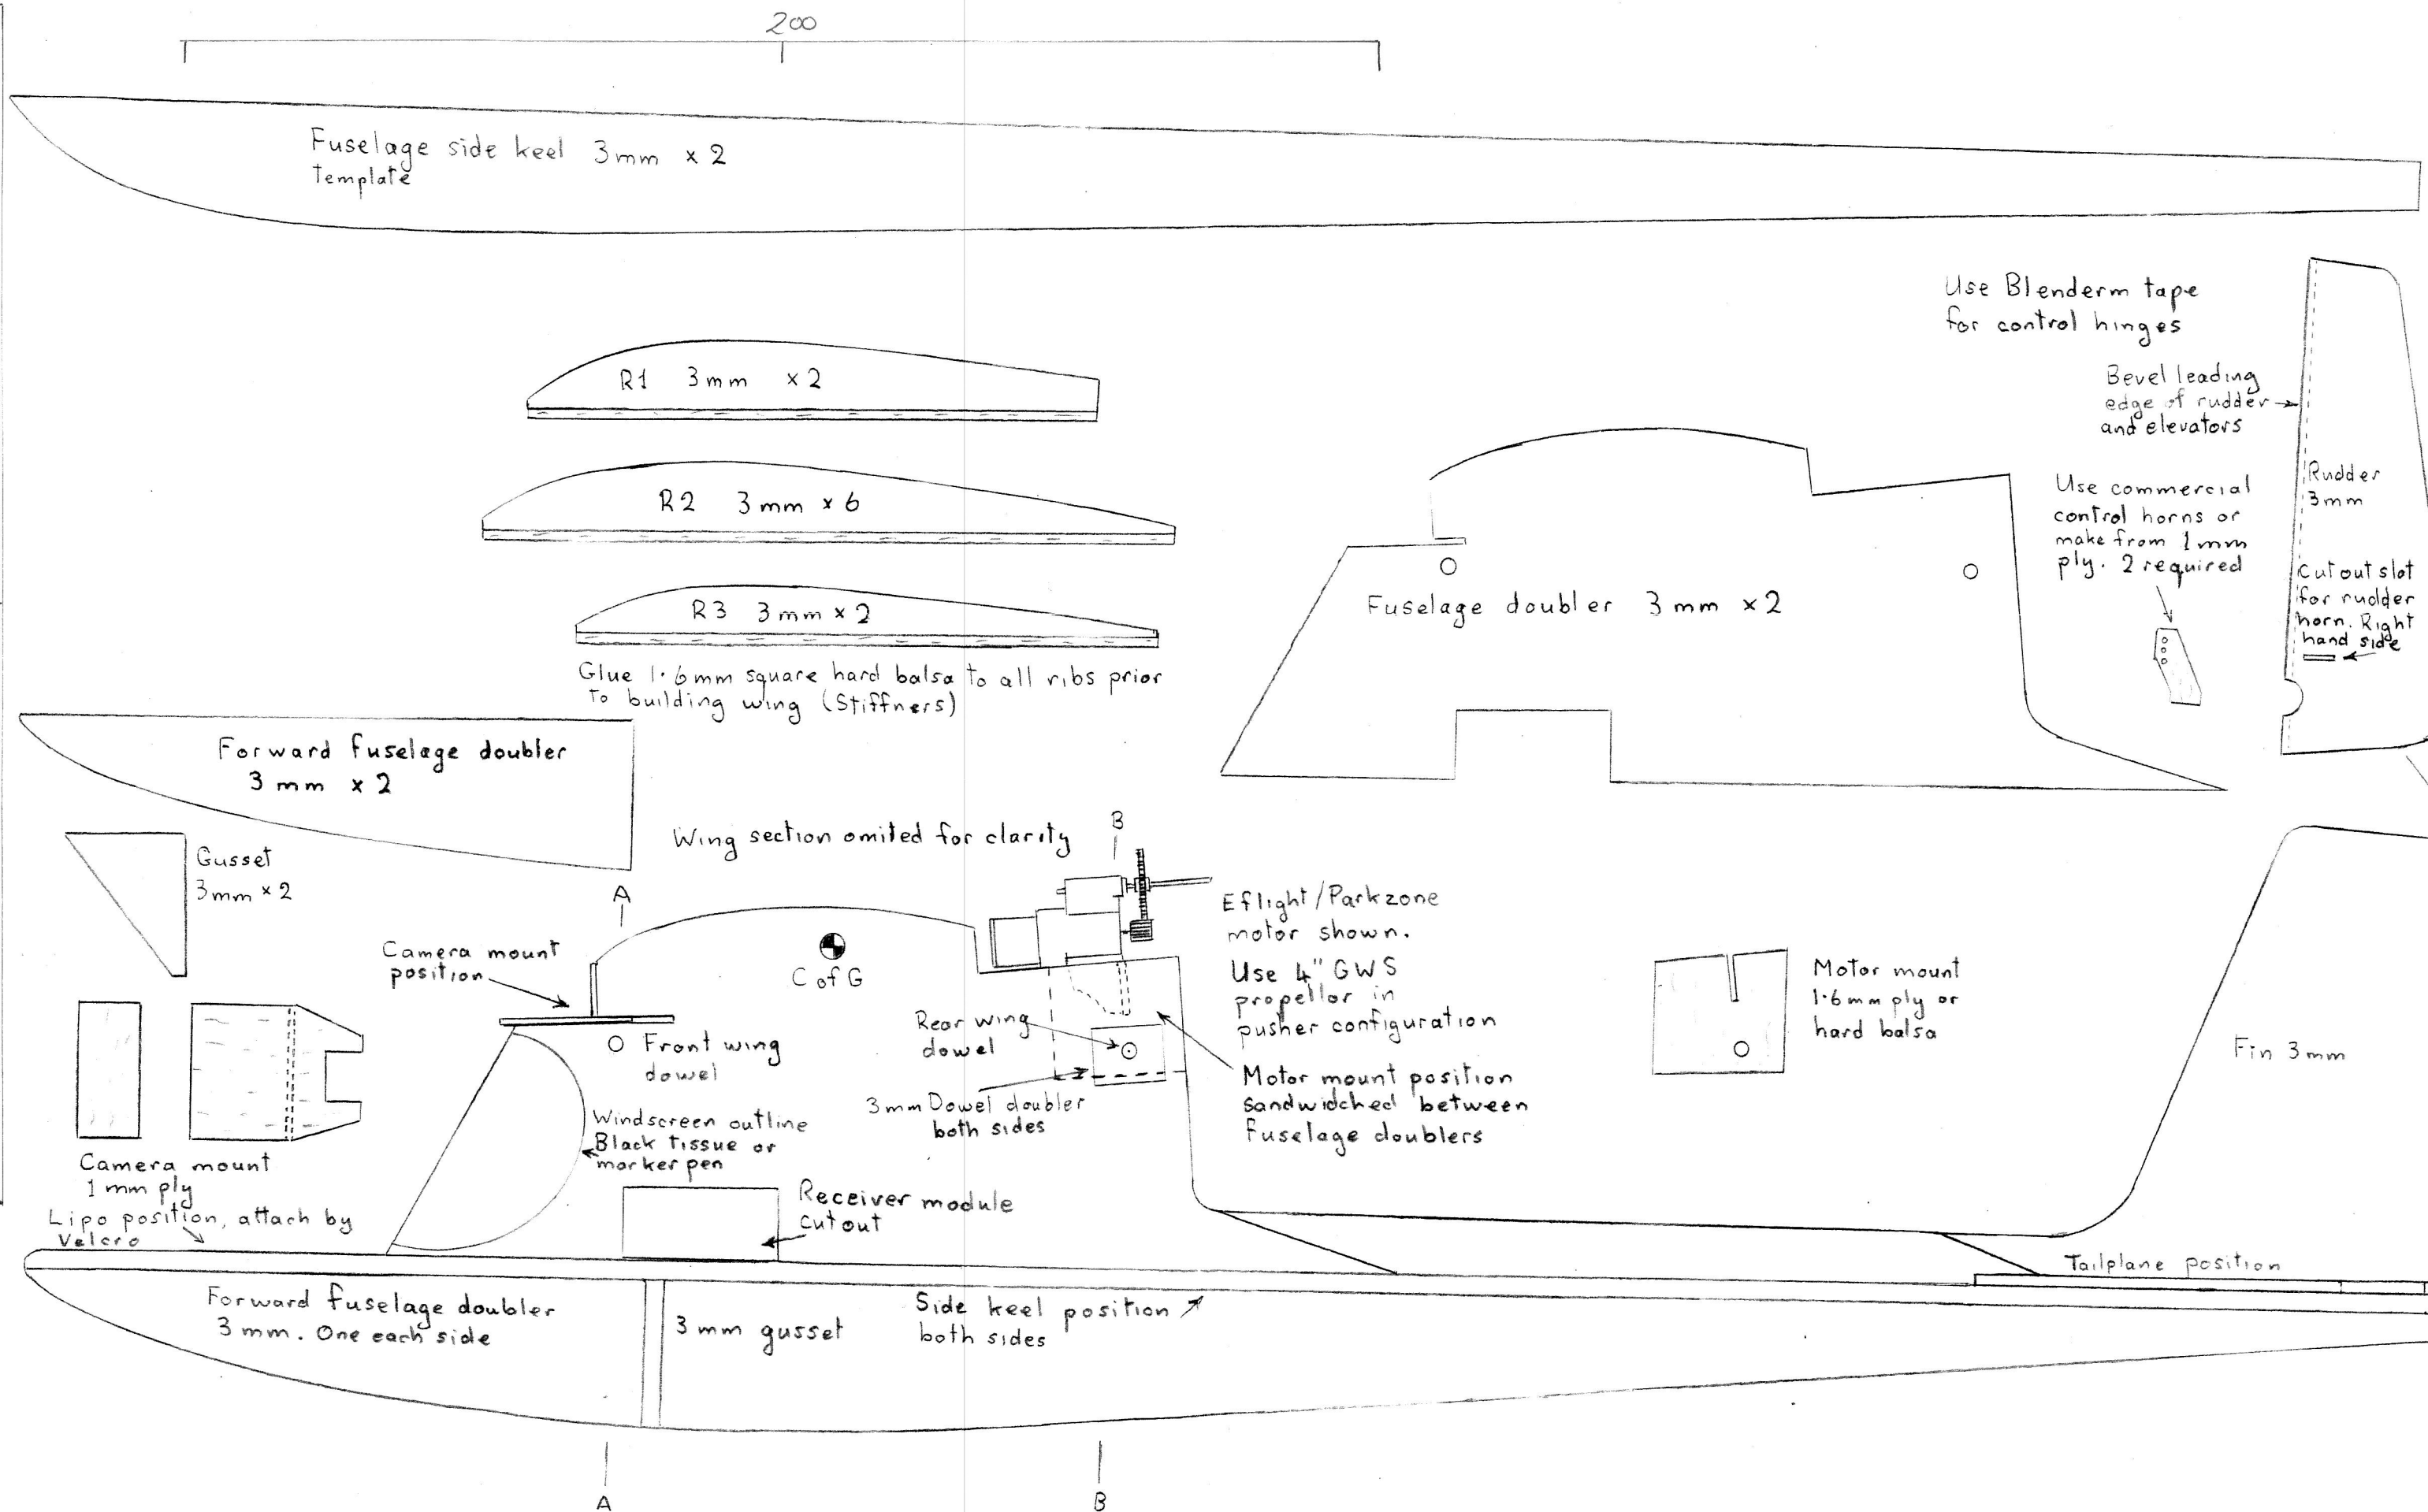 200
Fuselage side keel 3mm x 2
template
Use Blenderm tape
for control hinges
R1 3mm x 2
Bevel leading
edge of rudder
and elevators
R2 3mm x 6
Rudder
3mm
Use commercial
control horns or
make from 1mm
ply. 2 required
Cut out slot
for rudder
horn. Right
hand side
R3 3mm x 2
Fuselage doubler 3mm x2
Glue 1.6mm square hard balsa to all ribs prior
to building wing (Stiffners)
Forward fuselage doubler
3mm x 2
Wing section omited for clarity
B
Gusset
3mm x 2
A
Eflight/Parkzone
motor shown.
Use 4" GWS
propellor in
pusher configuration
Camera mount
position
C of G
Motor mount
1.6mm ply or
hard balsa
Rear wing
dowel
Front wing
dowel
Fin 3mm
Motor mount position
sandwidched between
fuselage doublers
3mm Dowel doubler
both sides
Windscreen outline
Black tissue or
marker pen
Camera mount
1mm ply
Receiver module
cutout
Lipo position, attach by
Velcro
Tailplane position
Forward fuselage doubler
3mm. One each side
3mm gusset
Side keel position
both sides
A
B